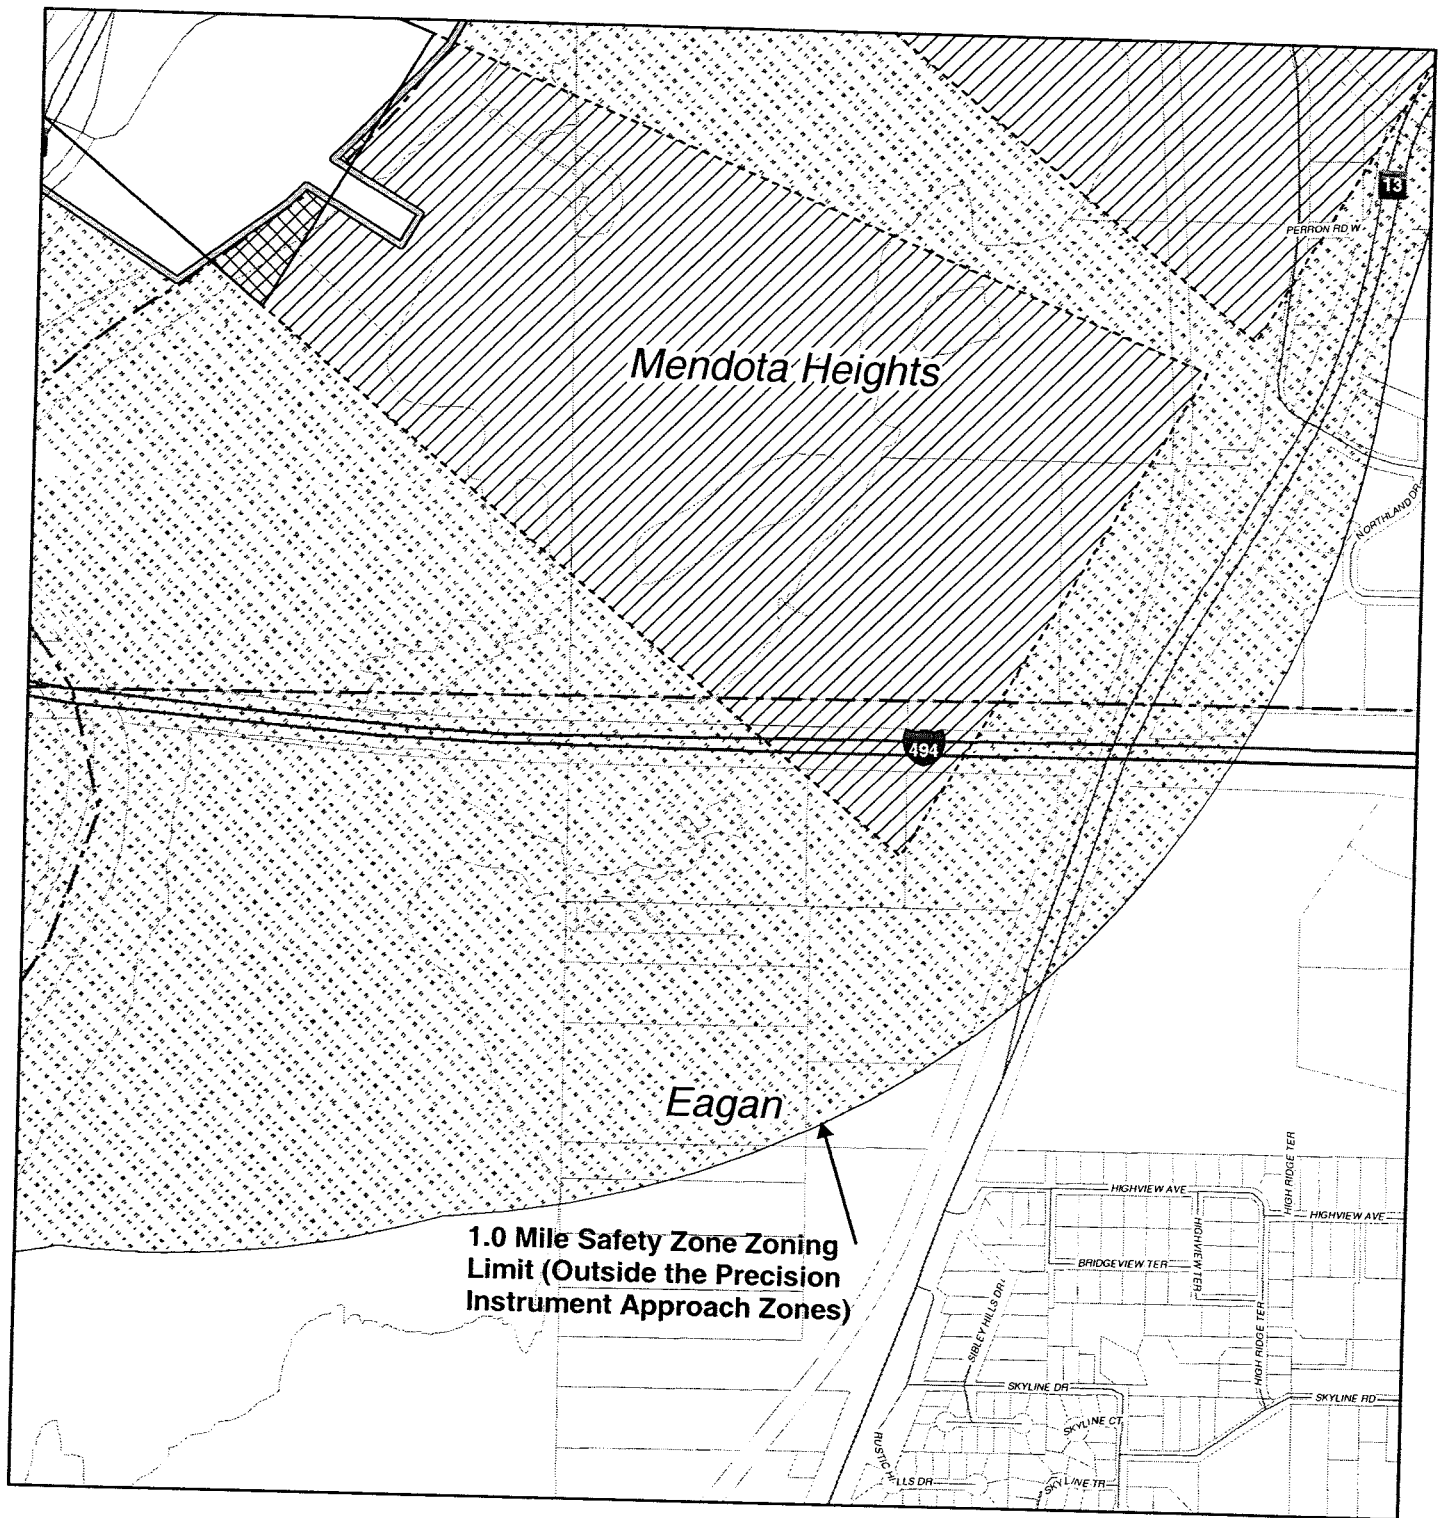 13
PERRON RD W
Mendota Heights
NORTHLAND DR
494
Eagan
1.0 Mile Safety Zone Zoning
Limit (Outside the Precision
Instrument Approach Zones)
HIGH RIDGE TER
HIGHVIEW AVE
HIGHVIEW AVE
HIGHVIEW TER
BRIDGEVIEW TER
SIBLEY HILLS DR
HIGH RIDGE TER
SKYLINE DR
SKYLINE RD
SKYLINE CT
RUSTIC HILLS DR
SKYLINE TR